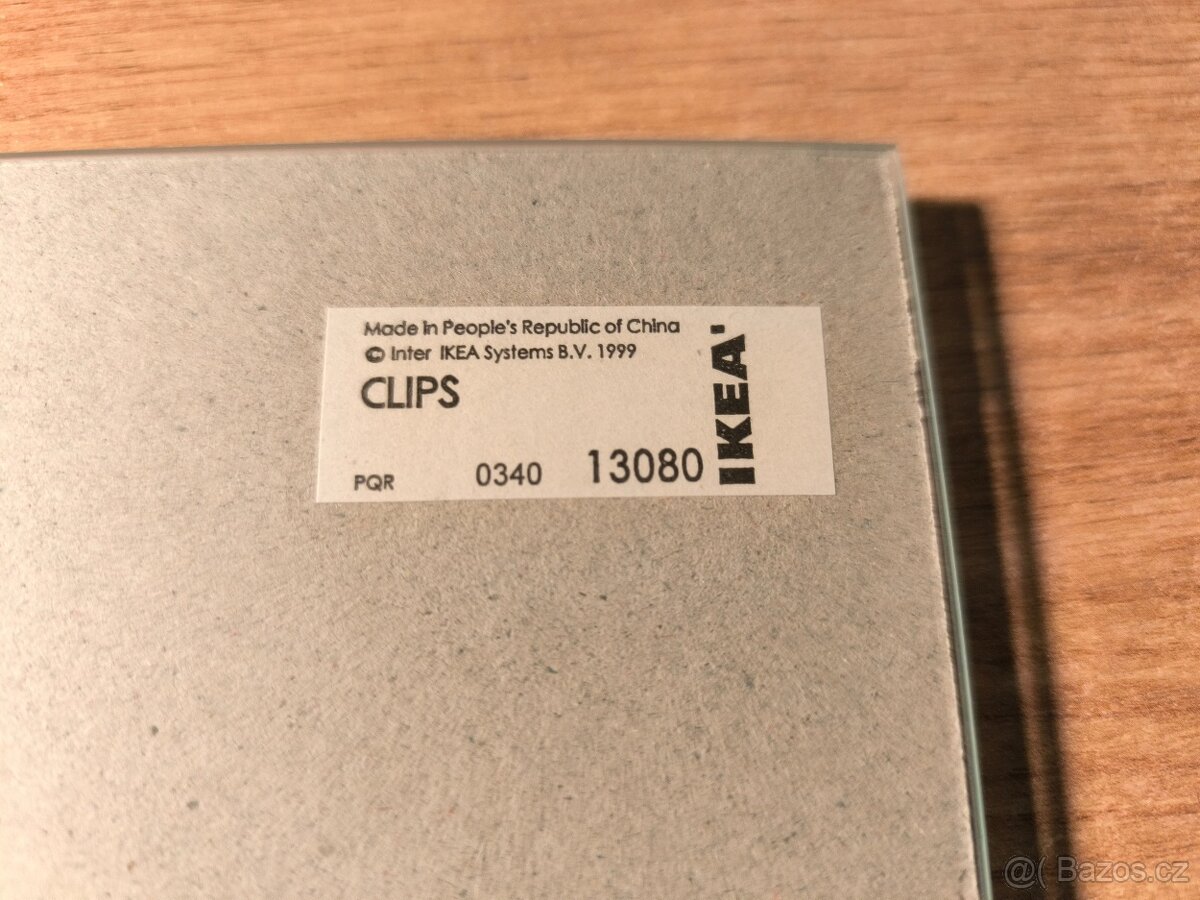 Made in People's Republic of China
© Inter IKEA Systems B.V. 1999
CLIPS
PQR 0340 13080
IKEA
@( Bazos.cz